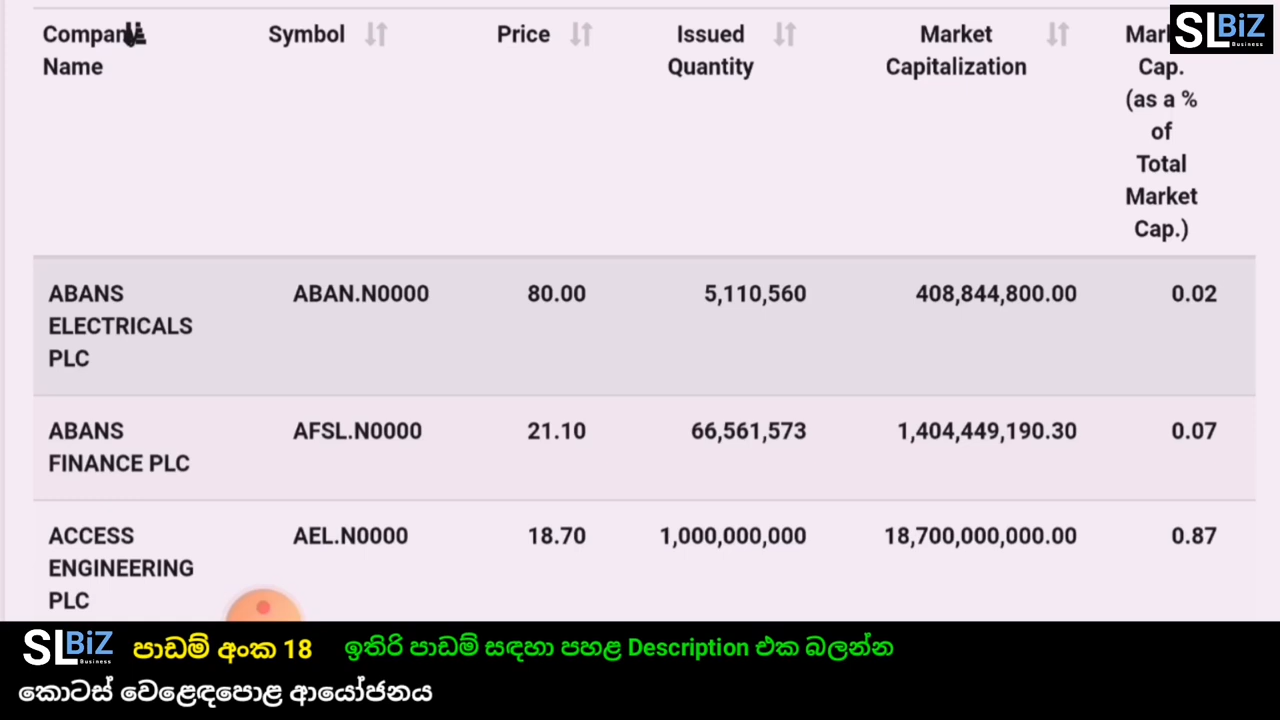 Company Name
Symbol
Price
Issued Quantity
Market Capitalization
Cap.
(as a %
of
Total
Market
Cap.)
SLBiZ
Business
ABANS ELECTRICALS PLC ABAN.N0000 80.00 5,110,560 408,844,800.00 0.02
ABANS FINANCE PLC AFSL.N0000 21.10 66,561,573 1,404,449,190.30 0.07
ACCESS ENGINEERING PLC AEL.N0000 18.70 1,000,000,000 18,700,000,000.00 0.87
SLBiZ
Business
පාඩම් අංක 18 ඉතිරි පාඩම් සඳහා පහළ Description එක බලන්න
කොටස් වෙළෙඳපොළ ආයෝජනය